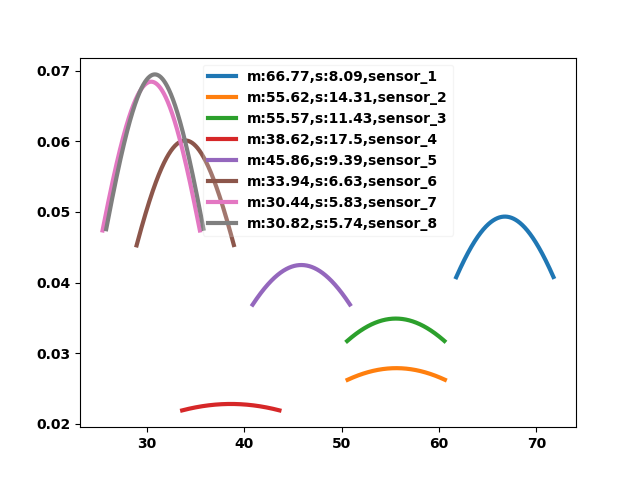 0.07
0.06
0.05
0.04
0.03
0.02
m:66.77,s:8.09,sensor_1
m:55.62,s:14.31,sensor_2
m:55.57,s:11.43,sensor_3
m:38.62,s:17.5,sensor_4
m:45.86,s:9.39,sensor_5
m:33.94,s:6.63,sensor_6
m:30.44,s:5.83,sensor_7
m:30.82,s:5.74,sensor_8
30 40 50 60 70